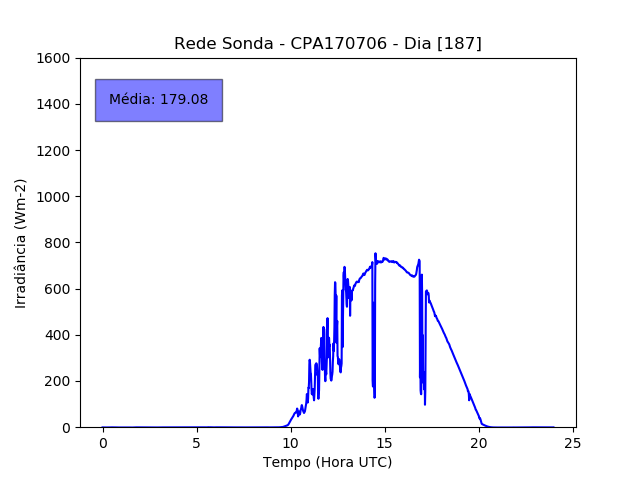 Rede Sonda - CPA170706 - Dia [187]
Média: 179.08
Irradiância (Wm-2)
1600
1400
1200
1000
800
600
400
200
0
0 5 10 15 20 25
Tempo (Hora UTC)